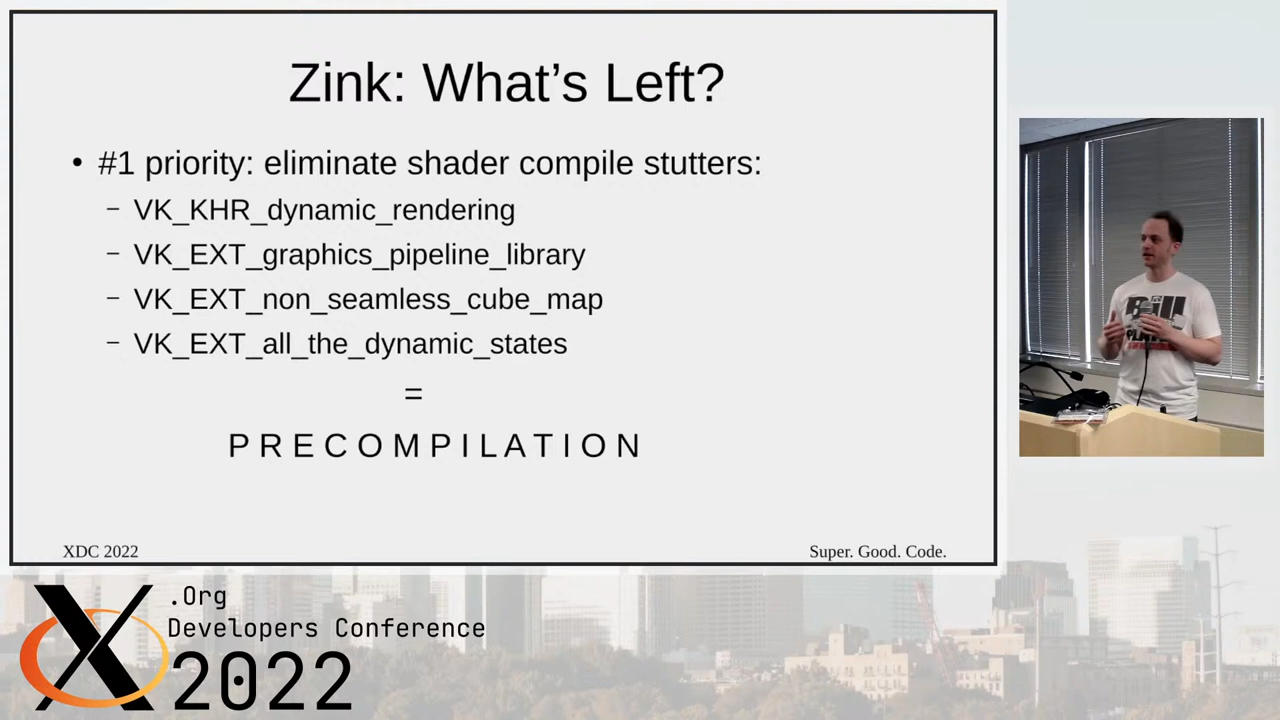 Zink: What's Left?
• #1 priority: eliminate shader compile stutters:
– VK_KHR_dynamic_rendering
– VK_EXT_graphics_pipeline_library
– VK_EXT_non_seamless_cube_map
– VK_EXT_all_the_dynamic_states
=
P R E C O M P I L A T I O N
XDC 2022
Super. Good. Code.
Bill
X
.Org
Developers Conference
2022